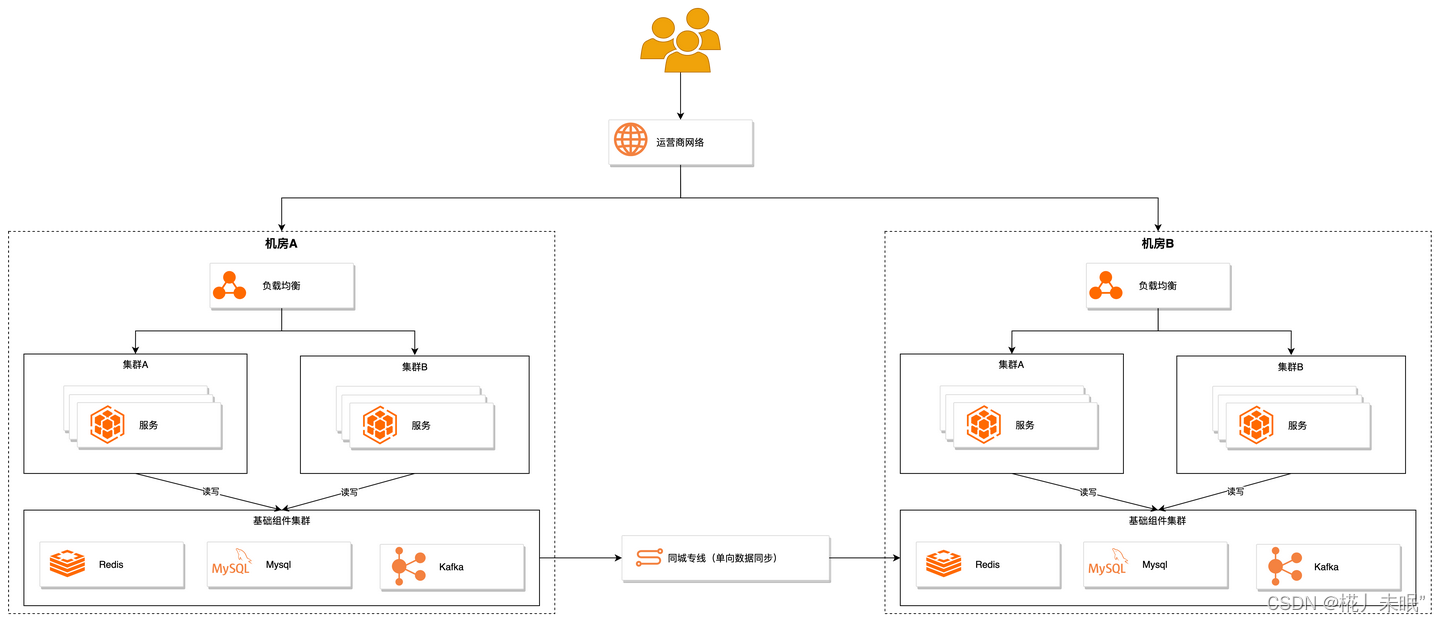 运营商网络
机房A
负载均衡
集群A
服务
集群B
服务
读写
读写
基础组件集群
Redis
MySQL
Mysql
Kafka
同城专线（单向数据同步）
机房B
负载均衡
集群A
服务
集群B
服务
读写
读写
基础组件集群
Redis
MySQL
Mysql
Kafka
CSDN @椛丿未眠”